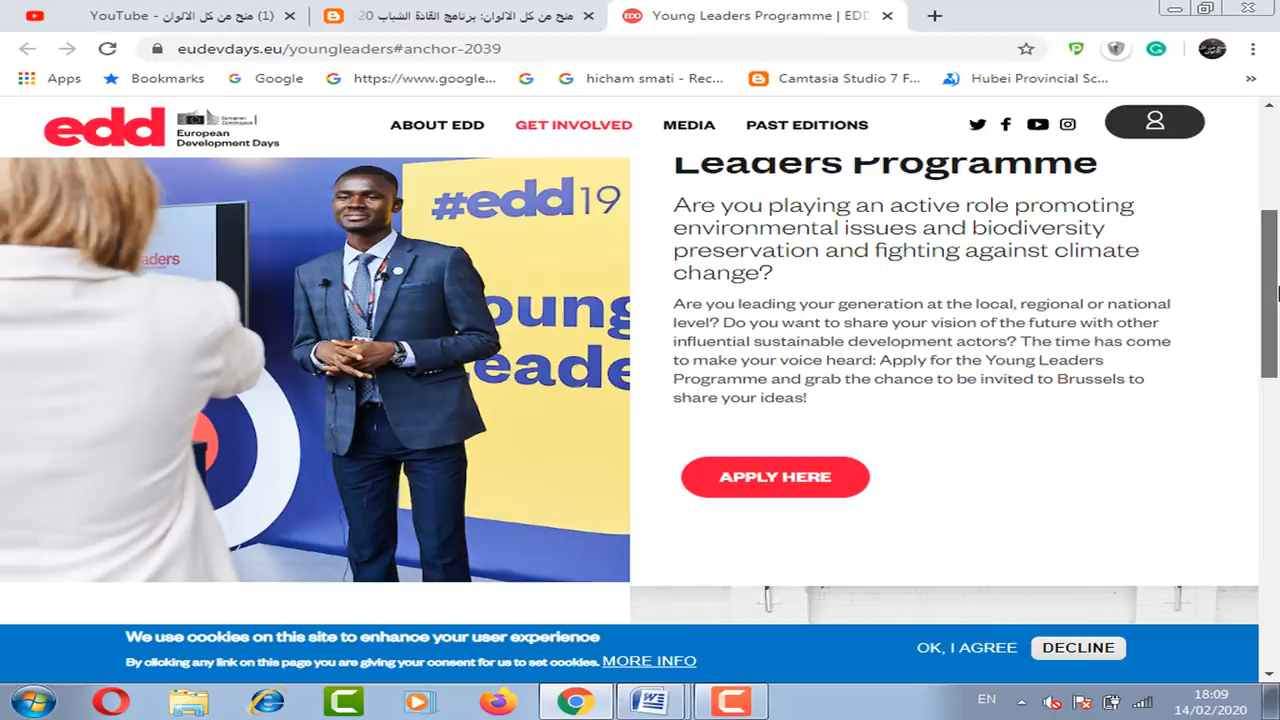 (1) منح من كل الالوان - YouTube
منح من كل الالوان: برنامج القادة الشباب 20
Young Leaders Programme | EDD
eudevdays.eu/youngleaders#anchor-2039
Apps
Bookmarks
Google
https://www.google...
hicham smati - Rec...
Camtasia Studio 7 F...
Hubei Provincial Sc...
»
edd
European Commission
European
Development Days
ABOUT EDD
GET INVOLVED
MEDIA
PAST EDITIONS
#edd19
aders
oung
eade
Leaders Programme
Are you playing an active role promoting
environmental issues and biodiversity
preservation and fighting against climate
change?
Are you leading your generation at the local, regional or national
level? Do you want to share your vision of the future with other
influential sustainable development actors? The time has come
to make your voice heard: Apply for the Young Leaders
Programme and grab the chance to be invited to Brussels to
share your ideas!
APPLY HERE
We use cookies on this site to enhance your user experience
By clicking any link on this page you are giving your consent for us to set cookies. MORE INFO
OK, I AGREE
DECLINE
EN
18:09
14/02/2020